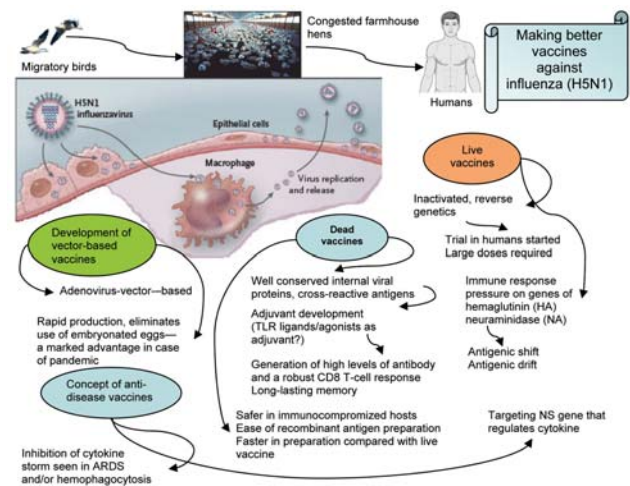 Migratory birds
Congested farmhouse
hens
Humans
Making better
vaccines
against
influenza (H5N1)
H5N1
influenzavirus
Epithelial cells
Macrophage
Virus replication
and release
Live
vaccines
Inactivated, reverse
genetics
Trial in humans started
Large doses required
Immune response
pressure on genes of
hemaglutinin (HA)
neuraminidase (NA)
Antigenic shift
Antigenic drift
Development of
vector-based
vaccines
Adenovirus-vector—based
Rapid production, eliminates
use of embryonated eggs—
a marked advantage in case
of pandemic
Dead
vaccines
Well conserved internal viral
proteins, cross-reactive antigens
Adjuvant development
(TLR ligands/agonists as
adjuvant?)
Generation of high levels of antibody
and a robust CD8 T-cell response
Long-lasting memory
Safer in immunocompromized hosts
Ease of recombinant antigen preparation
Faster in preparation compared with live
vaccine
Concept of anti-
disease vaccines
Inhibition of cytokine
storm seen in ARDS
and/or hemophagocytosis
Targeting NS gene that
regulates cytokine